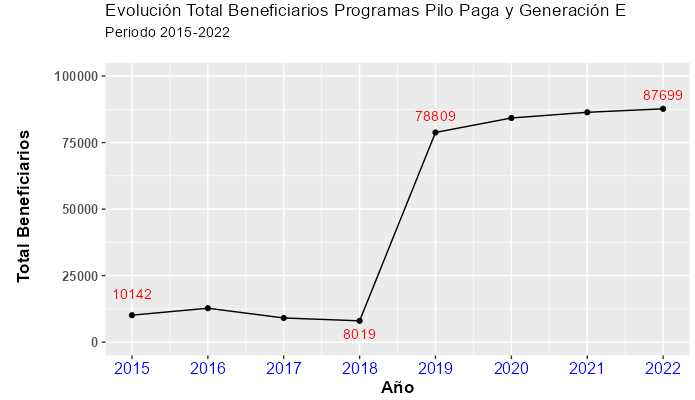 Evolución Total Beneficiarios Programas Pilo Paga y Generación E
Periodo 2015-2022
Total Beneficiarios
100000
75000
50000
25000
0
10142
8019
78809
87699
2015 2016 2017 2018 2019 2020 2021 2022
Año